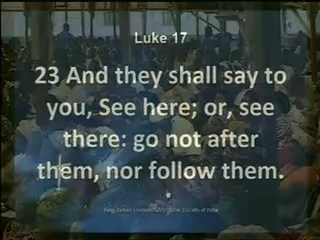 Luke 17
23 And they shall say to
you, See here; or, see
there: go not after
them, nor follow them.